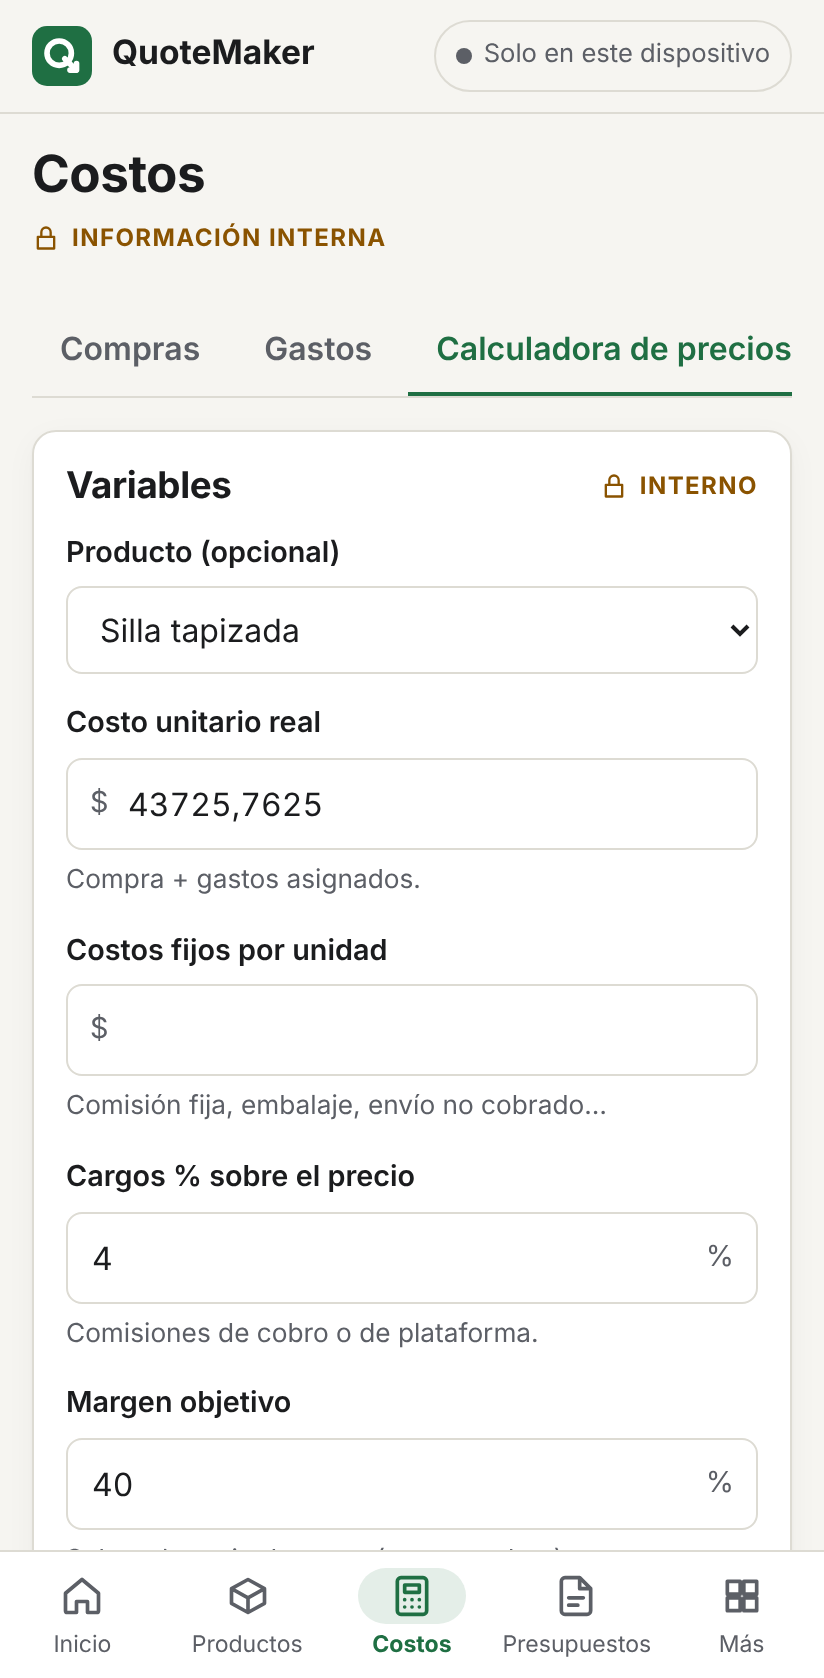 QuoteMaker
Solo en este dispositivo
Costos
INFORMACIÓN INTERNA
Compras
Gastos
Calculadora de precios
Variables
INTERNO
Producto (opcional)
Silla tapizada
Costo unitario real
$ 43725,7625
Compra + gastos asignados.
Costos fijos por unidad
$
Comisión fija, embalaje, envío no cobrado...
Cargos % sobre el precio
4 %
Comisiones de cobro o de plataforma.
Margen objetivo
40 %
Inicio
Productos
Costos
Presupuestos
Más